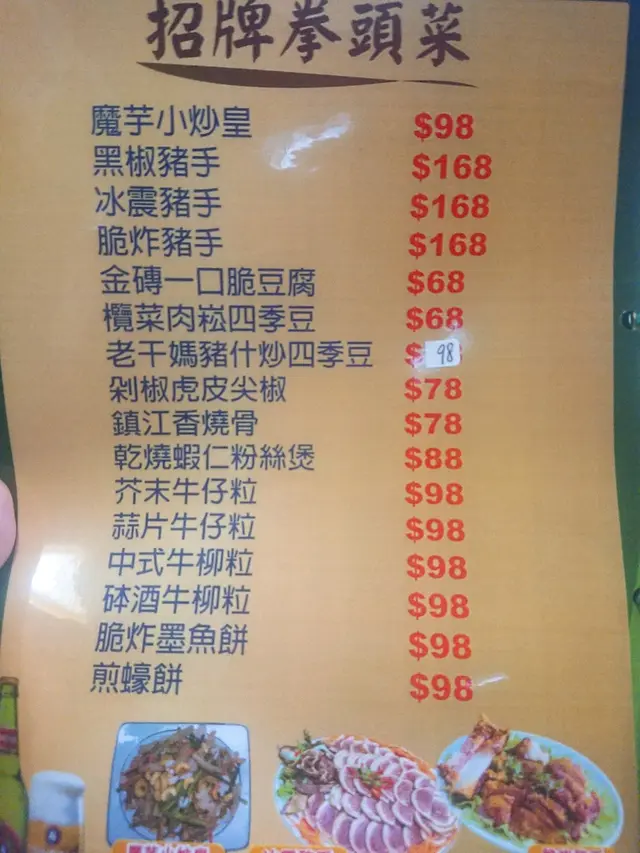 招牌拳頭菜
魔芋小炒皇 $98
黑椒豬手 $168
冰震豬手 $168
脆炸豬手 $168
金磚一口脆豆腐 $68
欖菜肉崧四季豆 $68
老干媽豬什炒四季豆 $98
剁椒虎皮尖椒 $78
鎮江香燒骨 $78
乾燒蝦仁粉絲煲 $88
芥末牛仔粒 $98
蒜片牛仔粒 $98
中式牛柳粒 $98
砵酒牛柳粒 $98
脆炸墨魚餅 $98
煎蠔餅 $98